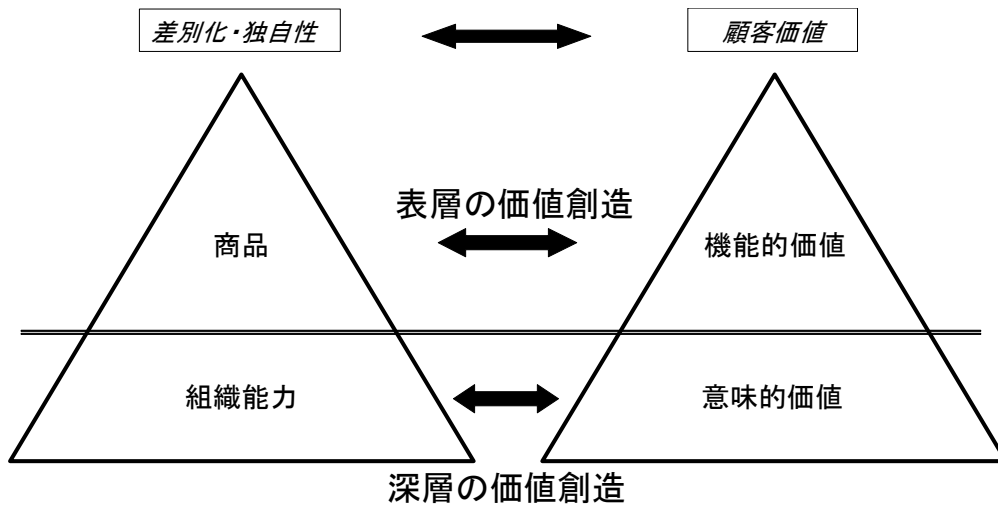 差別化・独自性
顧客価値
表層の価値創造
商品
機能的価値
組織能力
意味的価値
深層の価値創造